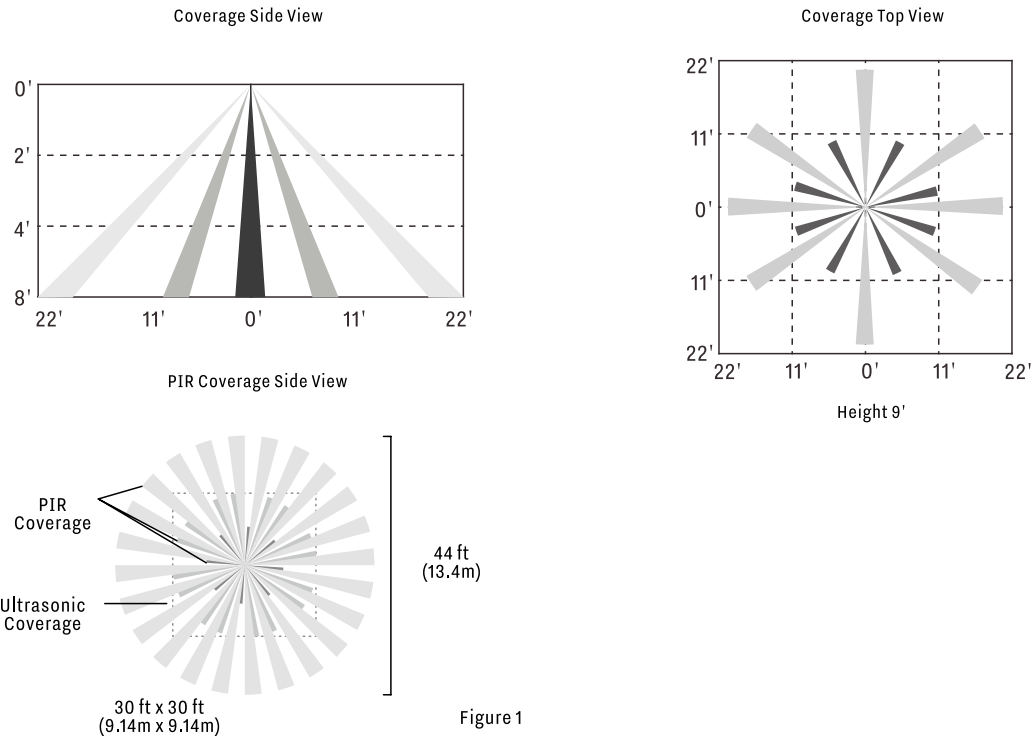 Coverage Side View
0'
2'
4'
8'
22' 11' 0' 11' 22'
Coverage Top View
22'
11'
0'
11'
22'
22' 11' 0' 11' 22'
Height 9'
PIR Coverage Side View
PIR
Coverage
Ultrasonic
Coverage
44 ft
(13.4m)
30 ft x 30 ft
(9.14m x 9.14m)
Figure 1